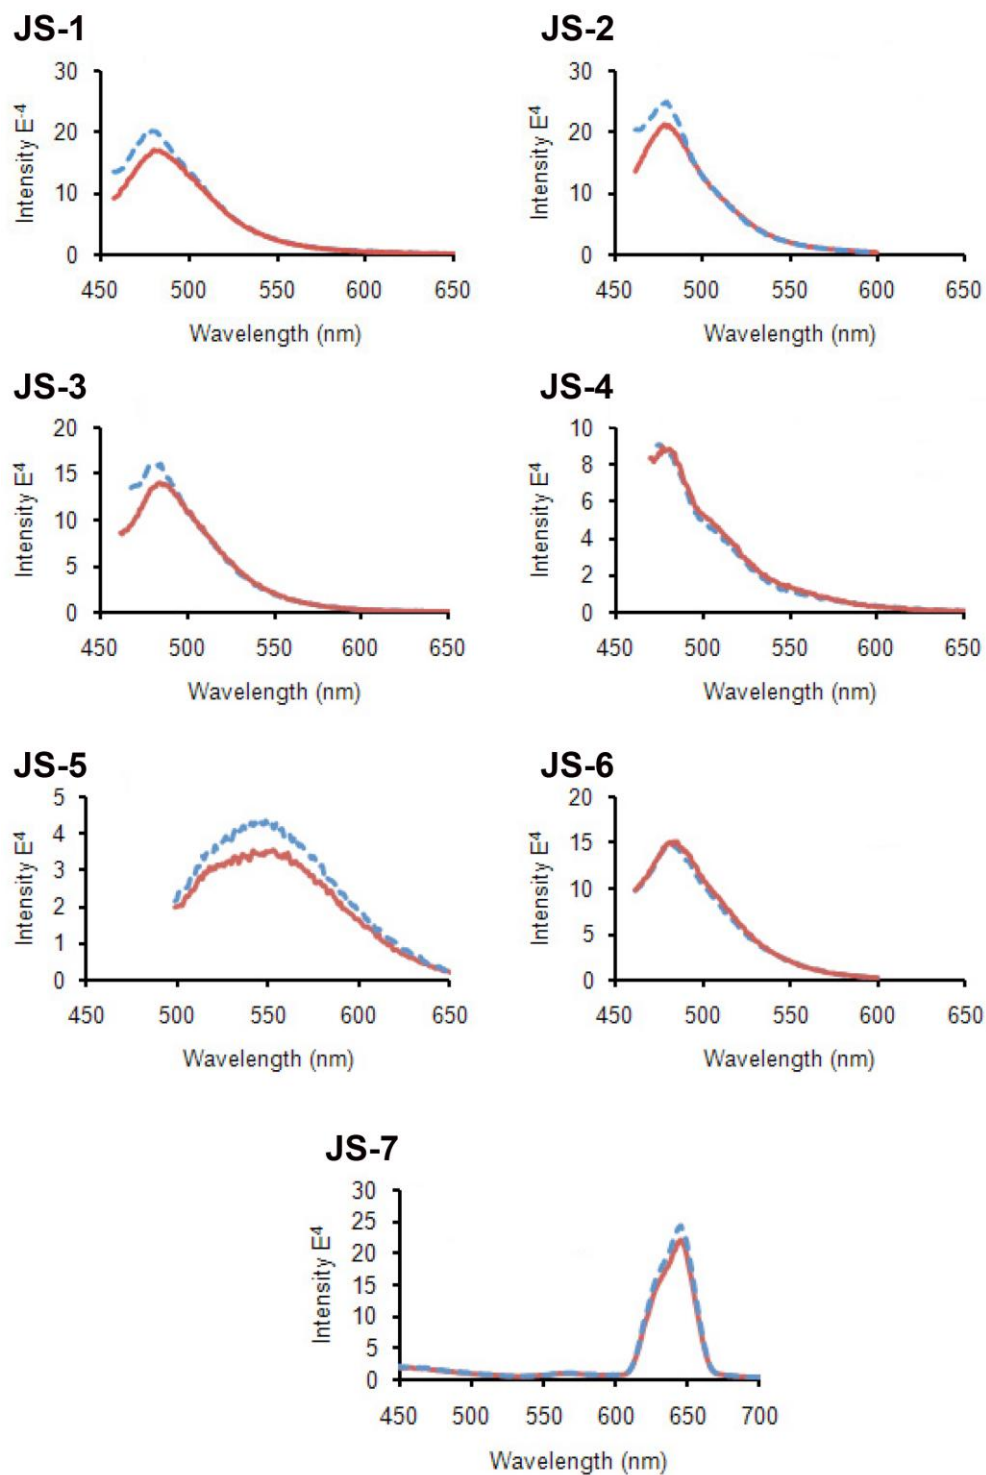 JS-1
30
20
10
0
Intensity E-4
450 500 550 600 650
Wavelength (nm)
JS-2
30
20
10
0
Intensity E4
450 500 550 600 650
Wavelength (nm)
JS-3
20
15
10
5
0
Intensity E4
450 500 550 600 650
Wavelength (nm)
JS-4
10
8
6
4
2
0
Intensity E4
450 500 550 600 650
Wavelength (nm)
JS-5
5
4
3
2
1
0
Intensity E4
450 500 550 600 650
Wavelength (nm)
JS-6
20
15
10
5
0
Intensity E4
450 500 550 600 650
Wavelength (nm)
JS-7
30
25
20
15
10
5
0
Intensity E4
450 500 550 600 650 700
Wavelength (nm)